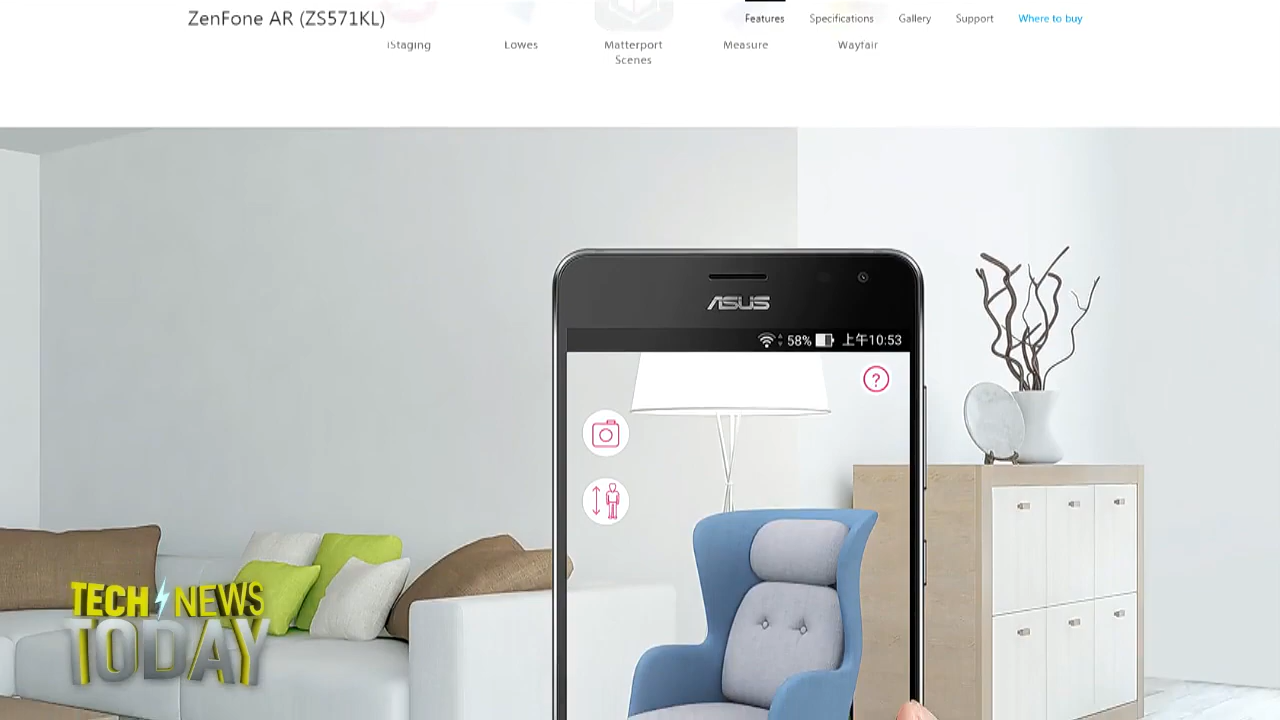 ZenFone AR (ZS571KL)
Features
Specifications
Gallery
Support
Where to buy
iStaging
Lowes
Matterport
Scenes
Measure
Wayfair
ASUS
58%
上午10:53
?
TECH NEWS
TODAY